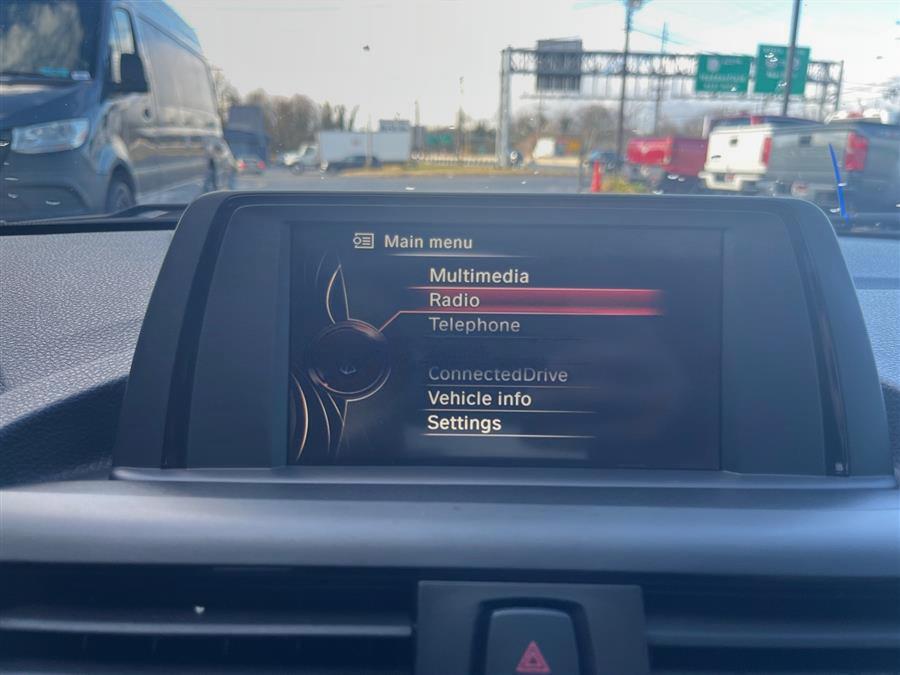 Main menu
Multimedia
Radio
Telephone
ConnectedDrive
Vehicle info
Settings